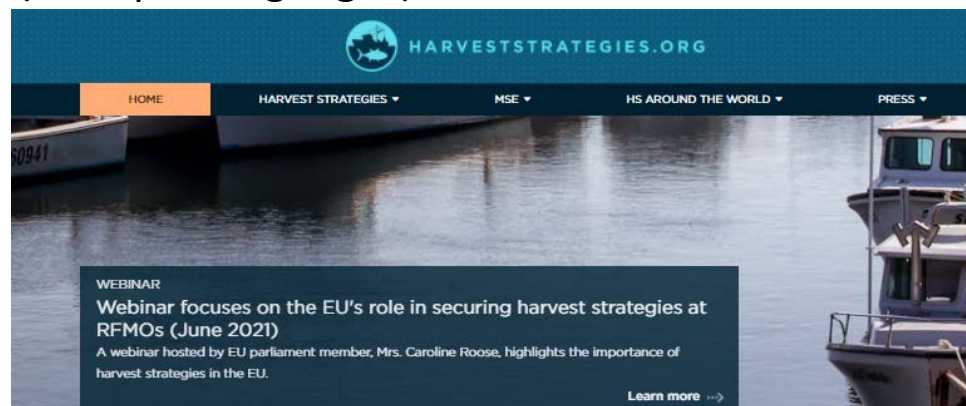 HARVESTSTRATEGIES.ORG
HOME HARVEST STRATEGIES MSE HS AROUND THE WORLD PRESS
60941
WEBINAR
Webinar focuses on the EU's role in securing harvest strategies at
RFMOs (June 2021)
A webinar hosted by EU parliament member, Mrs. Caroline Roose, highlights the importance of
harvest strategies in the EU.
Learn more